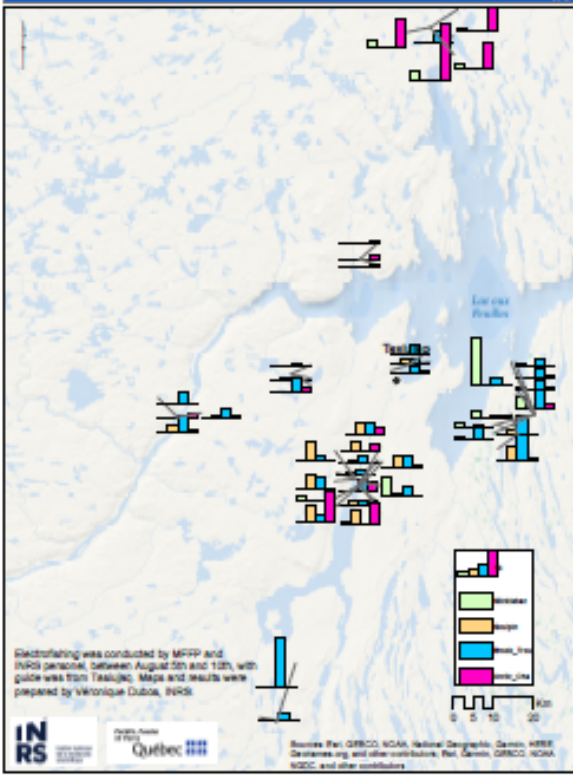 Lac aux
Feuilles
Tasiujaq
Sculpin
Electrofishing was conducted by MFFP and
INRS personel, between August 5th and 10th, with
guide was from Tasiujaq. Maps and results were
prepared by Véronique Dubos, INRS
Km
0 5 10 20
INRS
Québec
Sources: Esri, GEBCO, NOAA, National Geographic, Garmin, HERE,
Geonames.org, and other contributors, Esri, Garmin, GEBCO, NOAA
NGDC, and other contributors